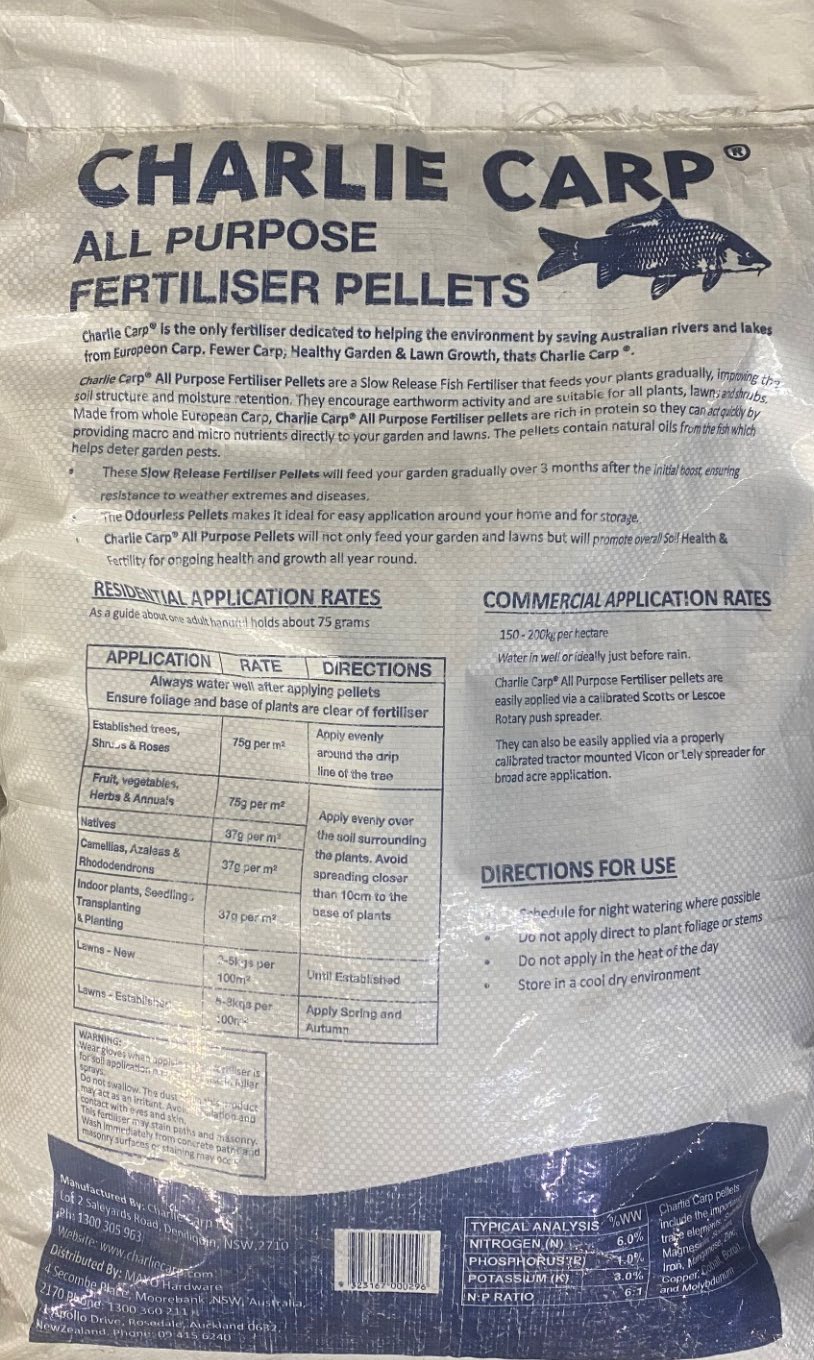 CHARLIE CARP®
ALL PURPOSE
FERTILISER PELLETS
Charlie Carp® is the only fertiliser dedicated to helping the environment by saving Australian rivers and lakes
from Europeon Carp. Fewer Carp, Healthy Garden & Lawn Growth, thats Charlie Carp ®.
Charlie Carp® All Purpose Fertiliser Pellets are a Slow Release Fish Fertiliser that feeds your plants gradually, improving the
soil structure and moisture retention. They encourage earthworm activity and are suitable for all plants, lawns and shrubs.
Made from whole European Carp, Charlie Carp® All Purpose Fertiliser pellets are rich in protein so they can act quickly by
providing macro and micro nutrients directly to your garden and lawns. The pellets contain natural oils from the fish which
helps deter garden pests.
• These Slow Release Fertiliser Pellets will feed your garden gradually over 3 months after the initial boost, ensuring
resistance to weather extremes and diseases.
• The Odourless Pellets makes it ideal for easy application around your home and for storage.
• Charlie Carp® All Purpose Pellets will not only feed your garden and lawns but will promote overall Soil Health &
Fertility for ongoing health and growth all year round.
RESIDENTIAL APPLICATION RATES
As a guide about one adult handful holds about 75 grams
APPLICATION RATE DIRECTIONS
Always water well after applying pellets
Ensure foliage and base of plants are clear of fertiliser
Established trees,
Shrubs & Roses
75g per m²
Apply evenly
around the drip
line of the tree
Fruit, vegetables,
Herbs & Annuals
75g per m²
Natives
37g per m²
Camellias, Azaleas &
Rhododendrons
37g per m²
Indoor plants, Seedlings
Transplanting
& Planting
37g per m²
Apply evenly over
the soil surrounding
the plants. Avoid
spreading closer
than 10cm to the
base of plants
Lawns - New
per
100m²
Until Established
Lawns - Established
per
100m²
Apply Spring and
Autumn
COMMERCIAL APPLICATION RATES
150 - 200kg per hectare
Water in well or ideally just before rain.
Charlie Carp® All Purpose Fertiliser pellets are
easily applied via a calibrated Scotts or Lescoe
Rotary push spreader.
They can also be easily applied via a properly
calibrated tractor mounted Vicon or Lely spreader for
broad acre application.
DIRECTIONS FOR USE
• Schedule for night watering where possible
• Do not apply direct to plant foliage or stems
• Do not apply in the heat of the day
• Store in a cool dry environment
WARNING:
Wear gloves when
for soil application
sprays.
Do not swallow. The dust
may act as an irritant. Avoid
contact with eyes and skin.
This fertiliser may stain paths and masonry.
Wash immediately from concrete paths and
masonry surfaces or staining may occur
Manufactured By: Charlie Carp
Lot 2 Saleyards Road, Deniliquin, NSW, 2710
Ph: 1300 305 963
Website: www.charliecarp.com
Distributed By: Hardware
4 Secombe Place, Moorebank, NSW, Australia,
2170 Phone: 1300 360 211
Apollo Drive, Rosedale, Auckland 0632,
NewZealand. Phone: 09 415 6240
9 323167 000296
TYPICAL ANALYSIS %WW
NITROGEN (N) 6.0%
PHOSPHORUS (P) 1.0%
POTASSIUM (K) 3.0%
N:P RATIO 6:1
Charlie Carp pellets
include the important
trace elements
Magnesium,
Iron, Manganese, Zinc,
Copper, Cobalt, Boron
and Molybdenum